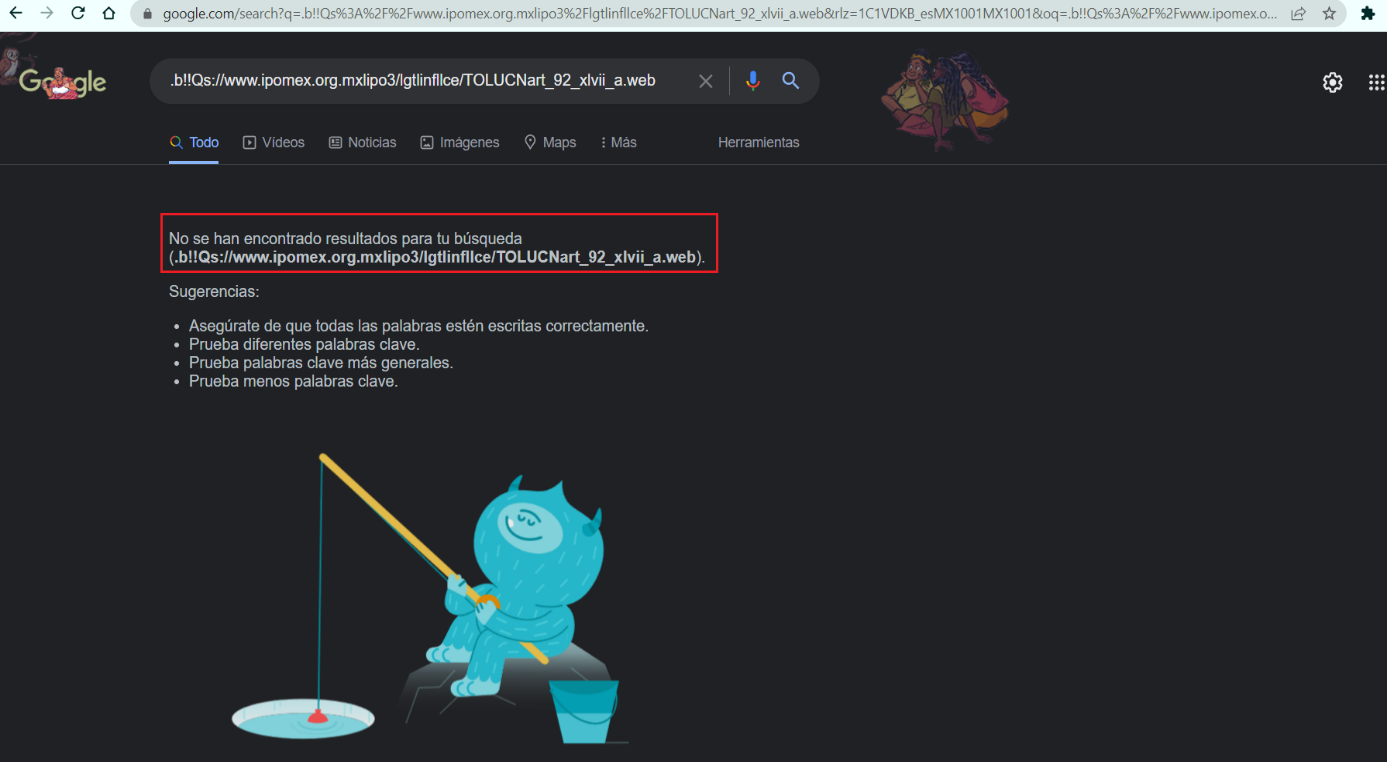 google.com/search?q=.b!!Qs%3A%2F%2Fwww.ipomex.org.mxlipo3%2Flgtlinfllce%2FTOLUCNart_92_xlvii_a.web&rlz=1C1VDKB_esMX1001MX1001&oq=.b!!Qs%3A%2F%2Fwww.ipomex.o...
Google
.b!!Qs://www.ipomex.org.mxlipo3/lgtlinfllce/TOLUCNart_92_xlvii_a.web
Todo Vídeos Noticias Imágenes Maps Más Herramientas
No se han encontrado resultados para tu búsqueda
(.b!!Qs://www.ipomex.org.mxlipo3/lgtlinfllce/TOLUCNart_92_xlvii_a.web).
Sugerencias:
Asegúrate de que todas las palabras estén escritas correctamente.
Prueba diferentes palabras clave.
Prueba palabras clave más generales.
Prueba menos palabras clave.